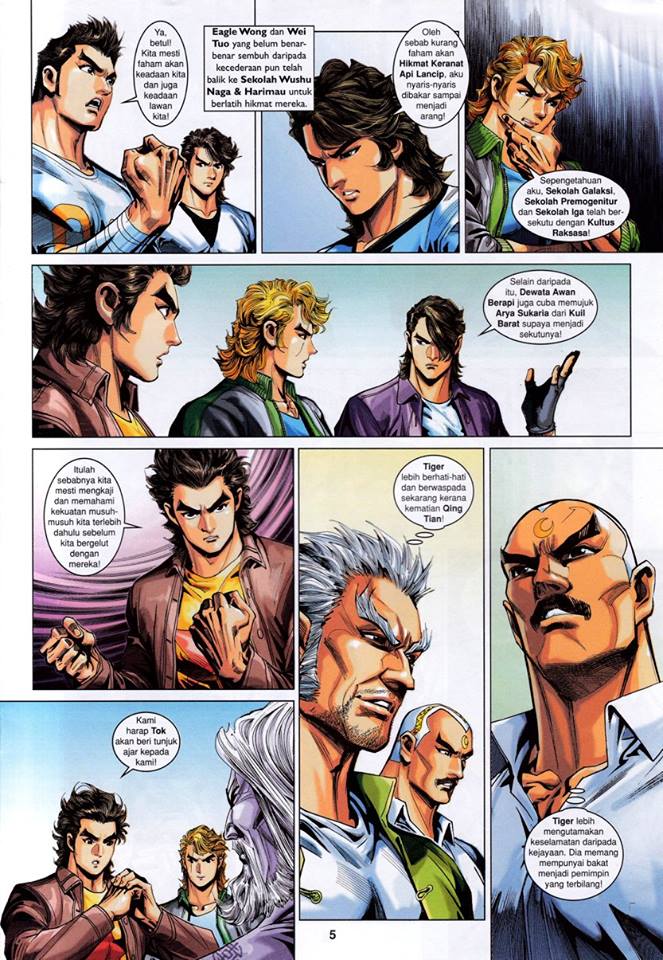 Ya,
betul!
Kita mesti
faham akan
keadaan kita
dan juga
keadaan
lawan
kita!
Eagle Wong dan Wei
Tuo yang belum benar-
benar sembuh daripada
kecederaan pun telah
balik ke Sekolah Wushu
Naga & Harimau untuk
berlatih hikmat mereka.
Oleh
sebab kurang
faham akan
Hikmat Keranat
Api Lancip, aku
nyaris-nyaris
dibakar sampai
menjadi
arang!
Sepengetahuan
aku, Sekolah Galaksi,
Sekolah Premogenitur
dan Sekolah Iga telah ber-
sekutu dengan Kultus
Raksasa!
Selain daripada
itu, Dewata Awan
Berapi juga cuba memujuk
Arya Sukaria dari Kuil
Barat supaya menjadi
sekutunya!
Itulah
sebabnya kita
mesti mengkaji
dan memahami
kekuatan musuh-
musuh kita terlebih
dahulu sebelum
kita bergelut
dengan
mereka!
Tiger
lebih berhati-hati
dan berwaspada
sekarang kerana
kematian Qing
Tian!
Tiger lebih
mengutamakan
keselamatan daripada
kejayaan. Dia memang
mempunyai bakat
menjadi pemimpin
yang terbilang!
Kami
harap Tok
akan beri tunjuk
ajar kepada
kami!
5